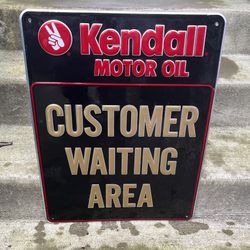 Kendall
MOTOR OIL
CUSTOMER
WAITING
AREA